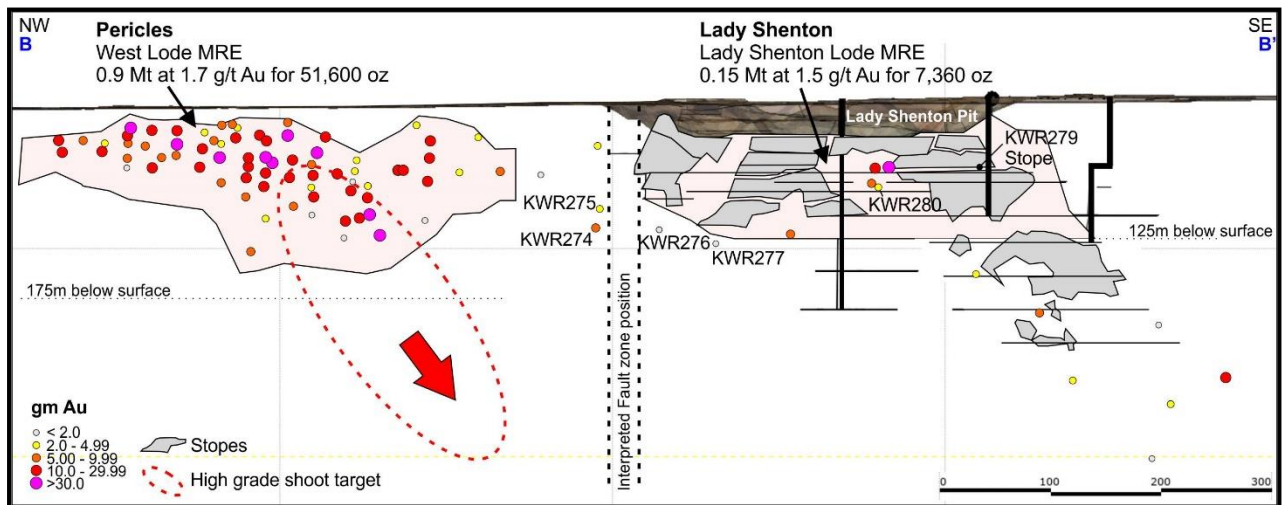 NW
B
Pericles
West Lode MRE
0.9 Mt at 1.7 g/t Au for 51,600 oz
Lady Shenton
Lady Shenton Lode MRE
0.15 Mt at 1.5 g/t Au for 7,360 oz
SE
B'
Lady Shenton Pit
KWR279
Stope
KWR275
KWR280
KWR274
KWR276
KWR277
125m below surface
175m below surface
Interpreted Fault zone position
gm Au
< 2.0
2.0 - 4.99
5.00 - 9.99
10.0 - 29.99
>30.0
Stopes
High grade shoot target
0 100 200 300